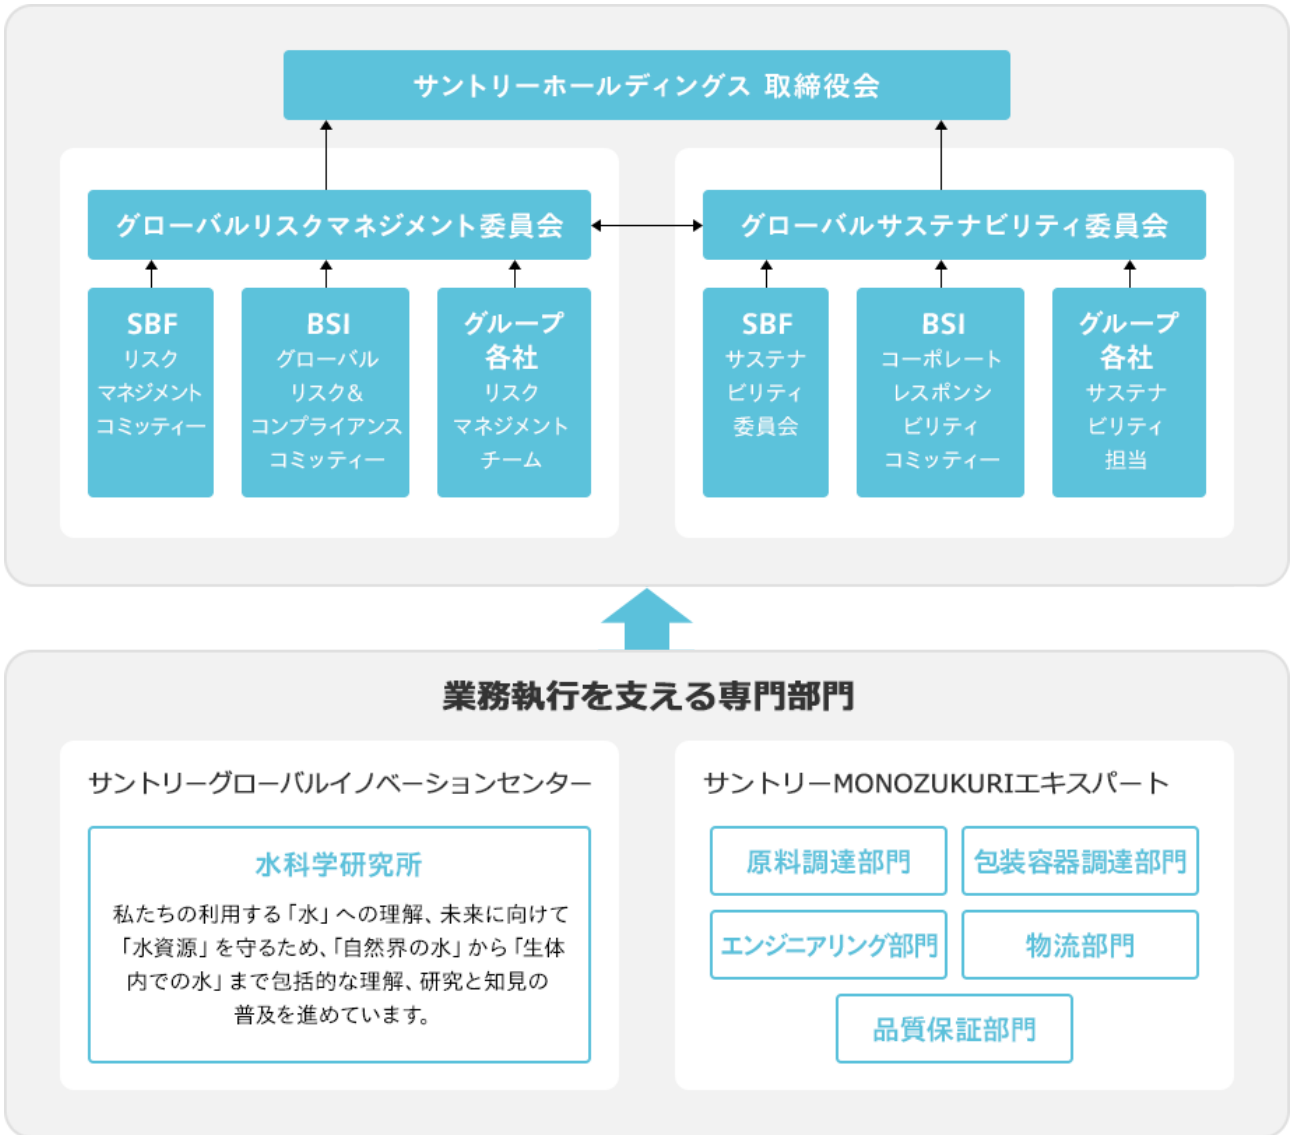 サントリーホールディングス 取締役会
グローバルリスクマネジメント委員会
SBF
リスク
マネジメント
コミッティー
BSI
グローバル
リスク&
コンプライアンス
コミッティー
グループ
各社
リスク
マネジメント
チーム
グローバルサステナビリティ委員会
SBF
サステナ
ビリティ
委員会
BSI
コーポレート
レスポンシ
ビリティ
コミッティー
グループ
各社
サステナ
ビリティ
担当
業務執行を支える専門部門
サントリーグローバルイノベーションセンター
水科学研究所
私たちの利用する「水」への理解、未来に向けて
「水資源」を守るため、「自然界の水」から「生体
内での水」まで包括的な理解、研究と知見の
普及を進めています。
サントリーMONOZUKURIエキスパート
原料調達部門
包装容器調達部門
エンジニアリング部門
物流部門
品質保証部門